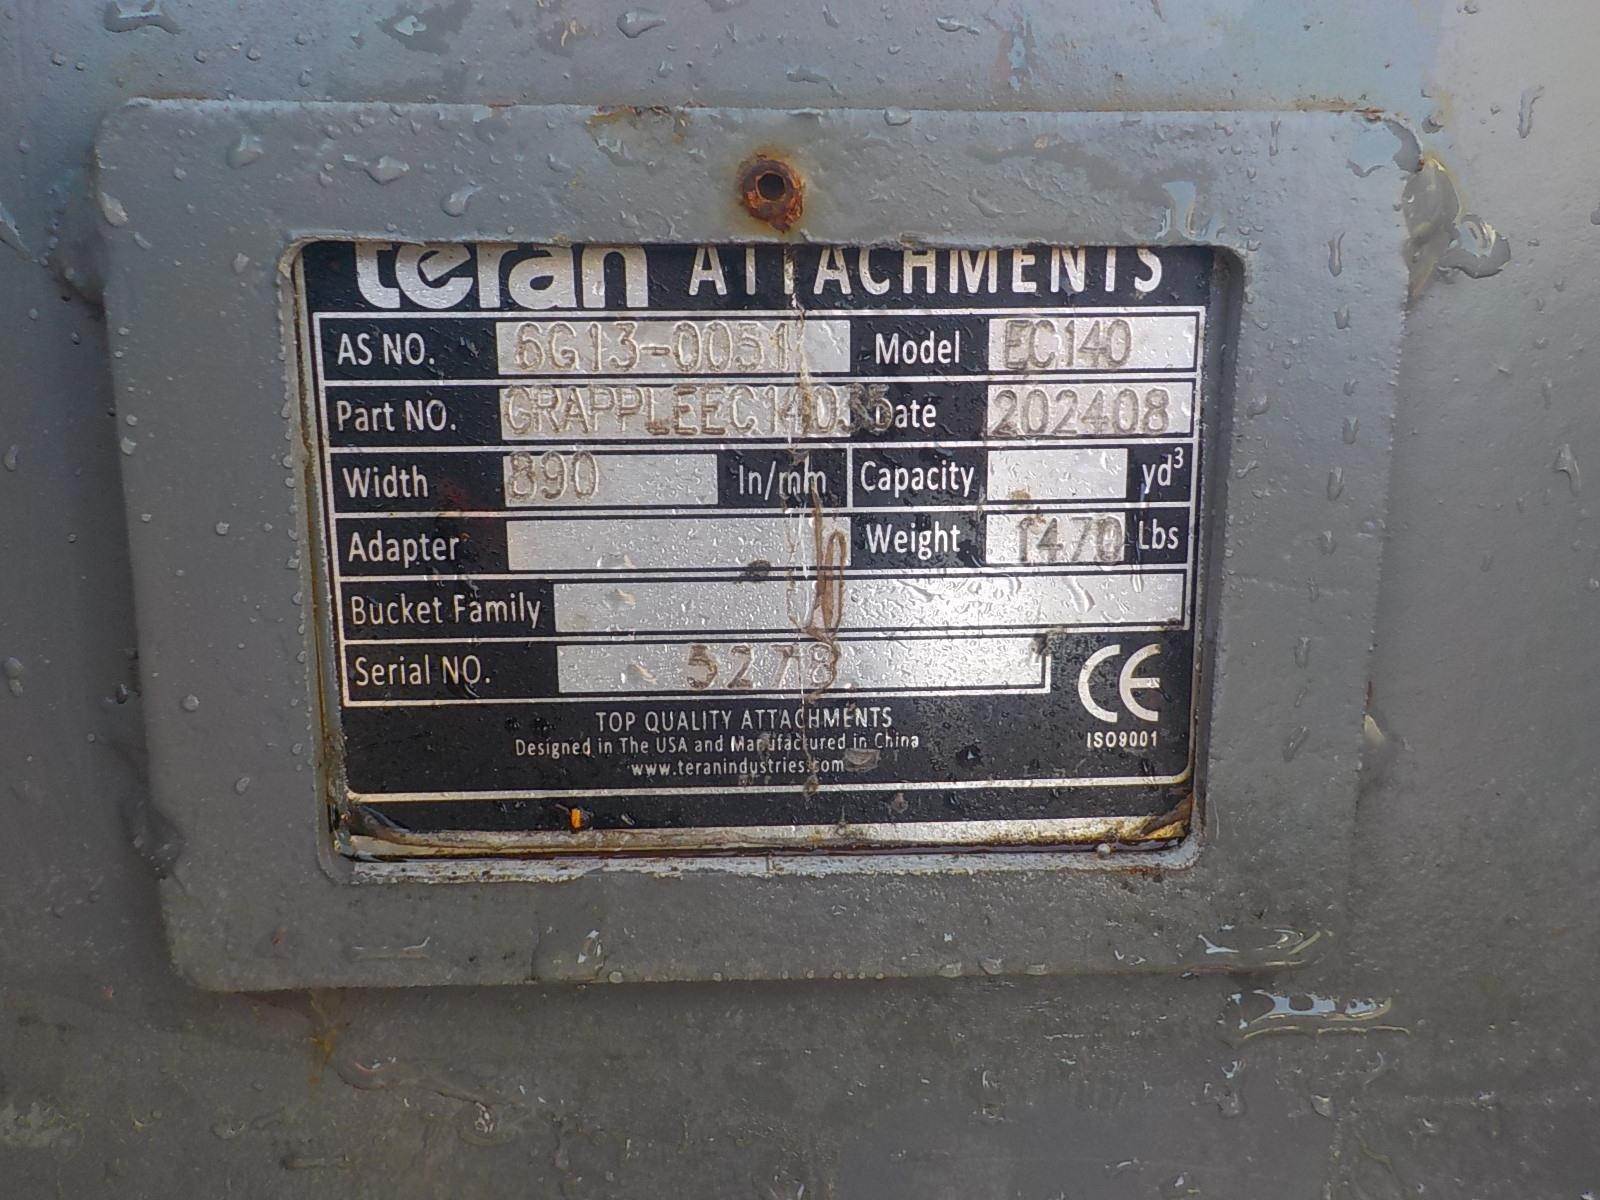 teran ATTACHMENTS
AS NO. 6G13-0051 Model EC140
Part NO. GRAPPLEEC14035 Date 202408
Width 890 In/mm Capacity yd³
Adapter Weight 1470 Lbs
Bucket Family
Serial NO. 5278
CE
ISO9001
TOP QUALITY ATTACHMENTS
Designed in The USA and Manufactured in China
www.teranindustries.com